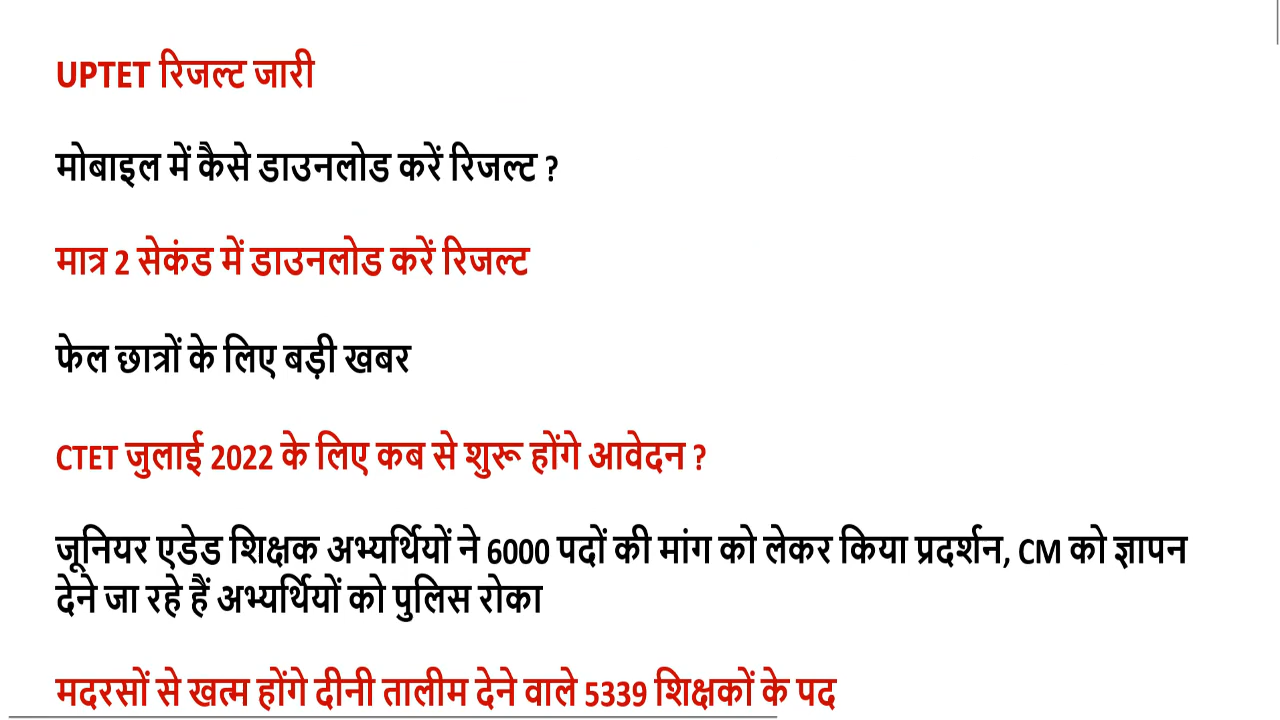 UPTET रिजल्ट जारी
मोबाइल में कैसे डाउनलोड करें रिजल्ट ?
मात्र 2 सेकंड में डाउनलोड करें रिजल्ट
फेल छात्रों के लिए बड़ी खबर
CTET जुलाई 2022 के लिए कब से शुरू होंगे आवेदन ?
जूनियर एडेड शिक्षक अभ्यर्थियों ने 6000 पदों की मांग को लेकर किया प्रदर्शन, CM को ज्ञापन
देने जा रहे हैं अभ्यर्थियों को पुलिस रोका
मदरसों से खत्म होंगे दीनी तालीम देने वाले 5339 शिक्षकों के पद